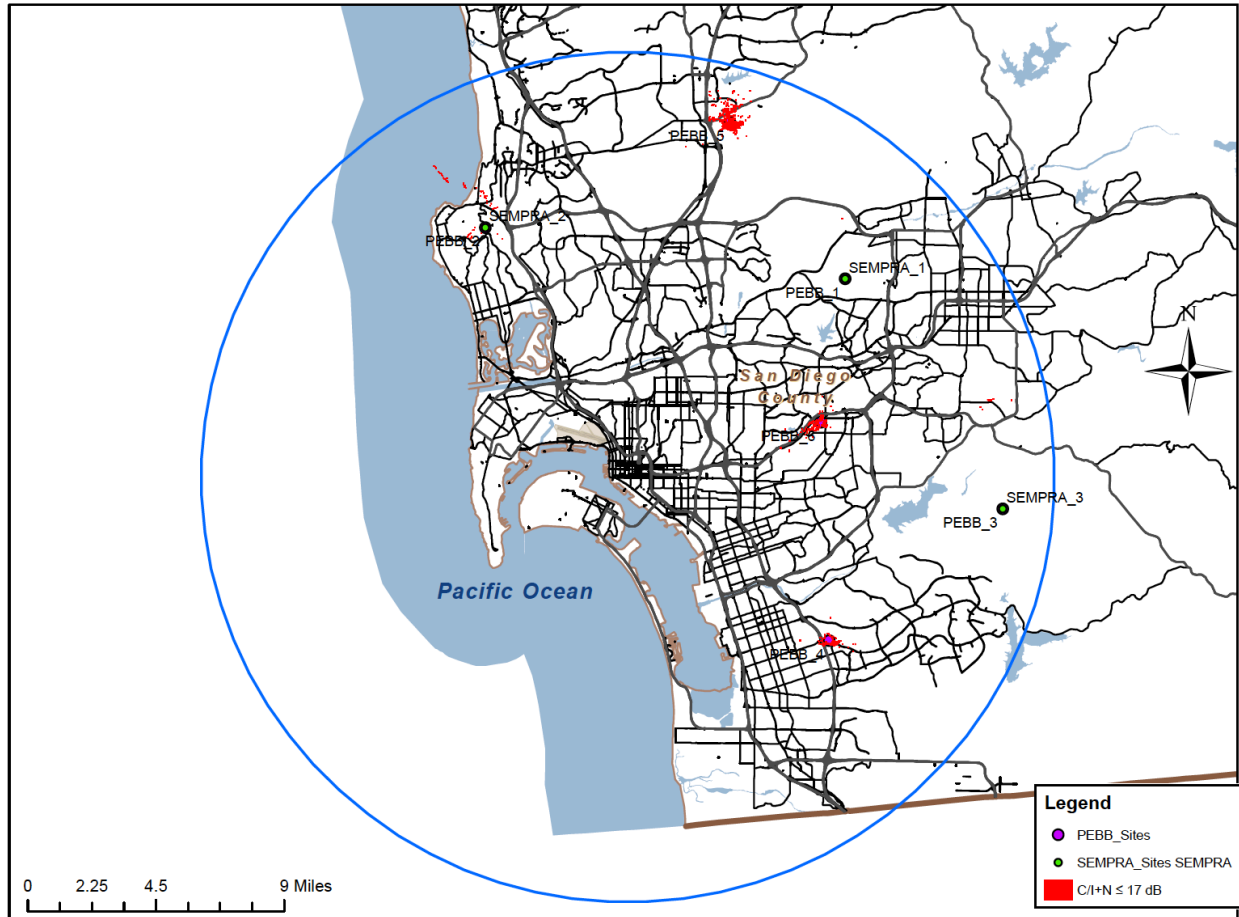 PEBB_5
SEMPRA_2
PEBB_2
SEMPRA_1
PEBB_1
N
San Diego
County
PEBB_6
SEMPRA_3
PEBB_3
Pacific Ocean
PEBB_4
Legend
PEBB_Sites
SEMPRA_Sites SEMPRA
C/I+N ≤ 17 dB
0 2.25 4.5 9 Miles